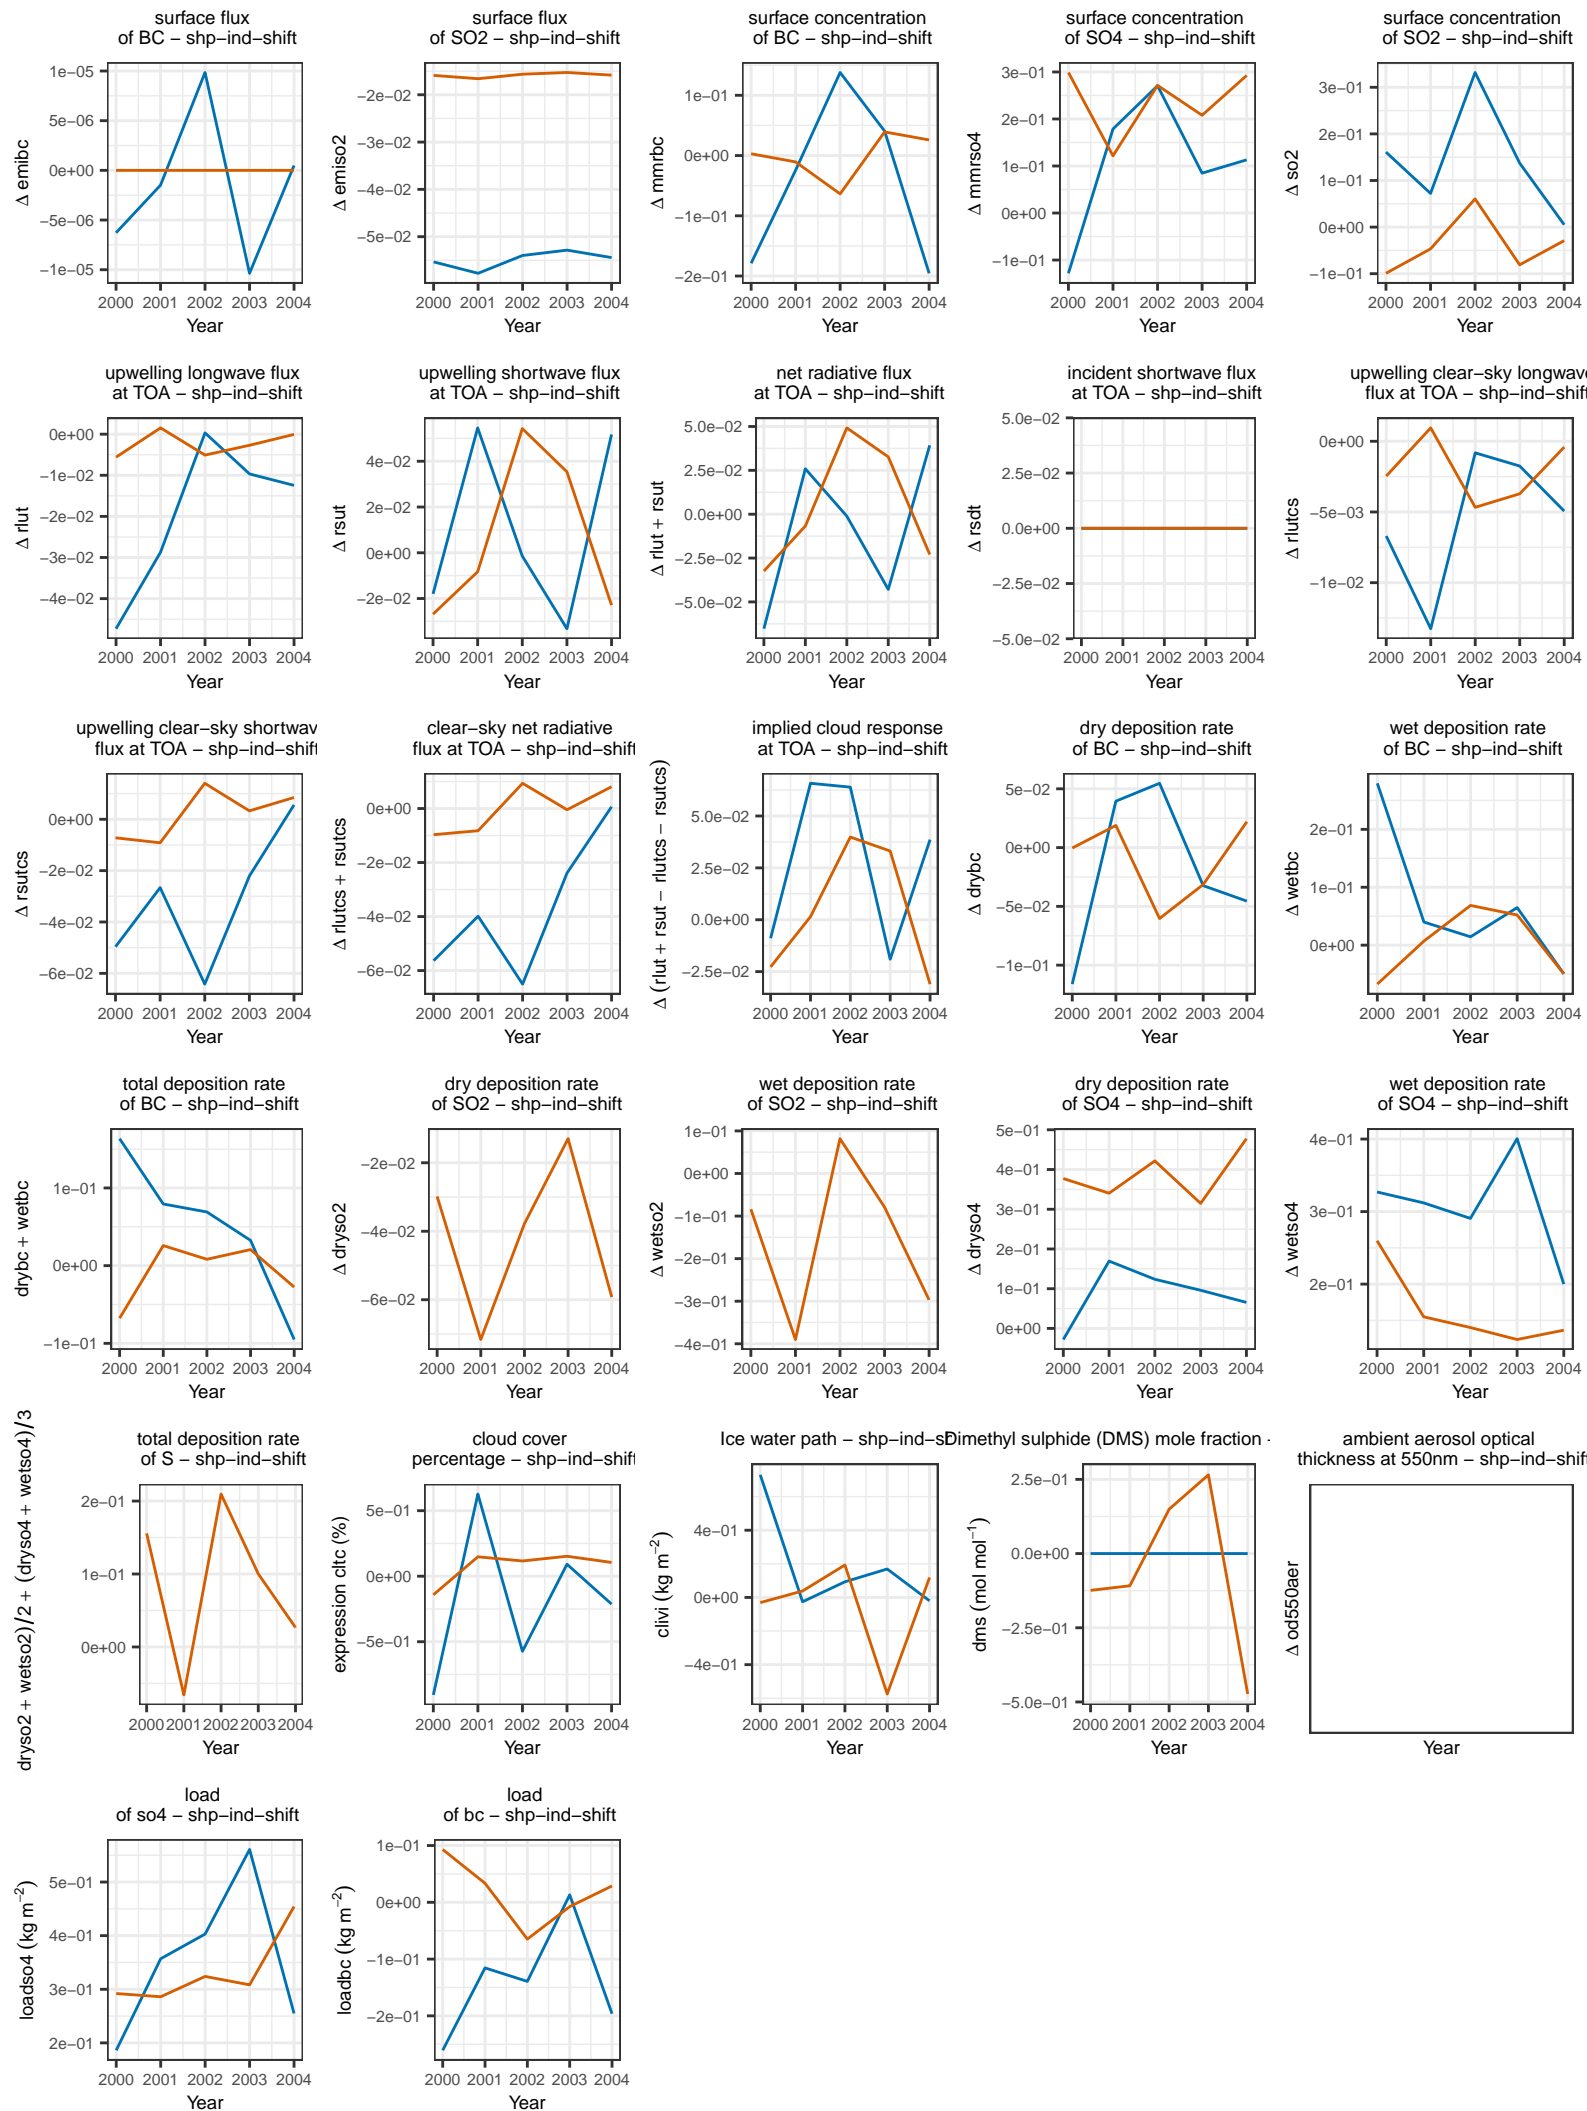 surface flux
of BC − shp−ind−shift
Δ emibc
1e−05
5e−06
0e+00
−5e−06
−1e−05
2000 2001 2002 2003 2004
Year
surface flux
of SO2 − shp−ind−shift
Δ emiso2
−2e−02
−3e−02
−4e−02
−5e−02
2000 2001 2002 2003 2004
Year
surface concentration
of BC − shp−ind−shift
Δ mmrbc
1e−01
0e+00
−1e−01
−2e−01
2000 2001 2002 2003 2004
Year
surface concentration
of SO4 − shp−ind−shift
Δ mmrso4
3e−01
2e−01
1e−01
0e+00
−1e−01
2000 2001 2002 2003 2004
Year
surface concentration
of SO2 − shp−ind−shift
Δ so2
3e−01
2e−01
1e−01
0e+00
−1e−01
2000 2001 2002 2003 2004
Year
upwelling longwave flux
at TOA − shp−ind−shift
Δ rlut
0e+00
−1e−02
−2e−02
−3e−02
−4e−02
2000 2001 2002 2003 2004
Year
upwelling shortwave flux
at TOA − shp−ind−shift
Δ rsut
4e−02
2e−02
0e+00
−2e−02
2000 2001 2002 2003 2004
Year
net radiative flux
at TOA − shp−ind−shift
Δ rlut + rsut
5.0e−02
2.5e−02
0.0e+00
−2.5e−02
−5.0e−02
2000 2001 2002 2003 2004
Year
incident shortwave flux
at TOA − shp−ind−shift
Δ rsdt
5.0e−02
2.5e−02
0.0e+00
−2.5e−02
−5.0e−02
2000 2001 2002 2003 2004
Year
upwelling clear−sky longwave
flux at TOA − shp−ind−shift
Δ rlutcs
0e+00
−5e−03
−1e−02
2000 2001 2002 2003 2004
Year
upwelling clear−sky shortwav
flux at TOA − shp−ind−shift
Δ rsutcs
0e+00
−2e−02
−4e−02
−6e−02
2000 2001 2002 2003 2004
Year
clear−sky net radiative
flux at TOA − shp−ind−shift
Δ rlutcs + rsutcs
0e+00
−2e−02
−4e−02
−6e−02
2000 2001 2002 2003 2004
Year
implied cloud response
at TOA − shp−ind−shift
Δ (rlut + rsut − rlutcs − rsutcs)
5.0e−02
2.5e−02
0.0e+00
−2.5e−02
2000 2001 2002 2003 2004
Year
dry deposition rate
of BC − shp−ind−shift
Δ drybc
5e−02
0e+00
−5e−02
−1e−01
2000 2001 2002 2003 2004
Year
wet deposition rate
of BC − shp−ind−shift
Δ wetbc
2e−01
1e−01
0e+00
2000 2001 2002 2003 2004
Year
total deposition rate
of BC − shp−ind−shift
drybc + wetbc
1e−01
0e+00
−1e−01
2000 2001 2002 2003 2004
Year
dry deposition rate
of SO2 − shp−ind−shift
Δ dryso2
−2e−02
−4e−02
−6e−02
2000 2001 2002 2003 2004
Year
wet deposition rate
of SO2 − shp−ind−shift
Δ wetso2
1e−01
0e+00
−1e−01
−2e−01
−3e−01
−4e−01
2000 2001 2002 2003 2004
Year
dry deposition rate
of SO4 − shp−ind−shift
Δ dryso4
5e−01
4e−01
3e−01
2e−01
1e−01
0e+00
2000 2001 2002 2003 2004
Year
wet deposition rate
of SO4 − shp−ind−shift
Δ wetso4
4e−01
3e−01
2e−01
2000 2001 2002 2003 2004
Year
total deposition rate
of S − shp−ind−shift
dryso2 + wetso2)/2 + (dryso4 + wetso4)/3
2e−01
1e−01
0e+00
2000 2001 2002 2003 2004
Year
cloud cover
percentage − shp−ind−shift
expression cltc (%)
5e−01
0e+00
−5e−01
2000 2001 2002 2003 2004
Year
Ice water path − shp−ind−s
clivi (kg m−2)
4e−01
0e+00
−4e−01
2000 2001 2002 2003 2004
Year
Dimethyl sulphide (DMS) mole fraction −
dms (mol mol−1)
2.5e−01
0.0e+00
−2.5e−01
−5.0e−01
2000 2001 2002 2003 2004
Year
ambient aerosol optical
thickness at 550nm − shp−ind−shift
Δ od550aer
Year
load
of so4 − shp−ind−shift
loadso4 (kg m−2)
5e−01
4e−01
3e−01
2e−01
2000 2001 2002 2003 2004
Year
load
of bc − shp−ind−shift
loadbc (kg m−2)
1e−01
0e+00
−1e−01
−2e−01
2000 2001 2002 2003 2004
Year